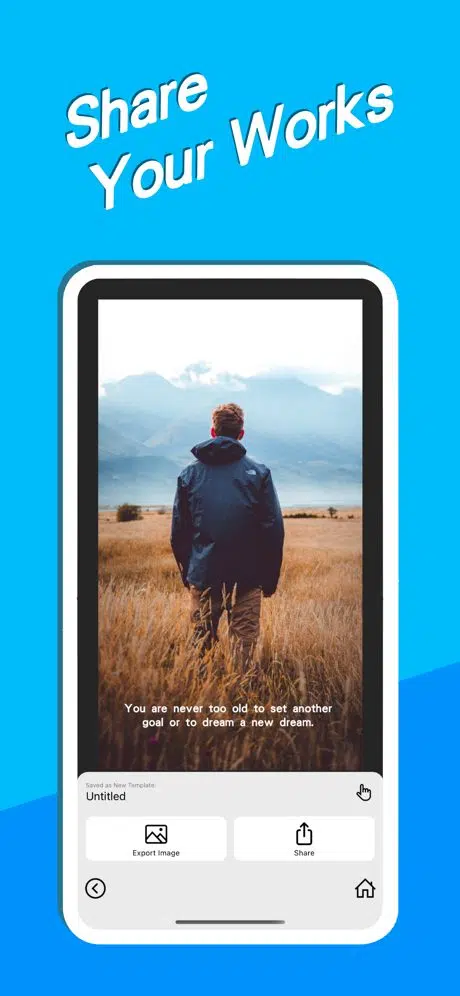 Share
Your Works
You are never too old to set another
goal or to dream a new dream.
Saved as New Template:
Untitled
Export Image
Share